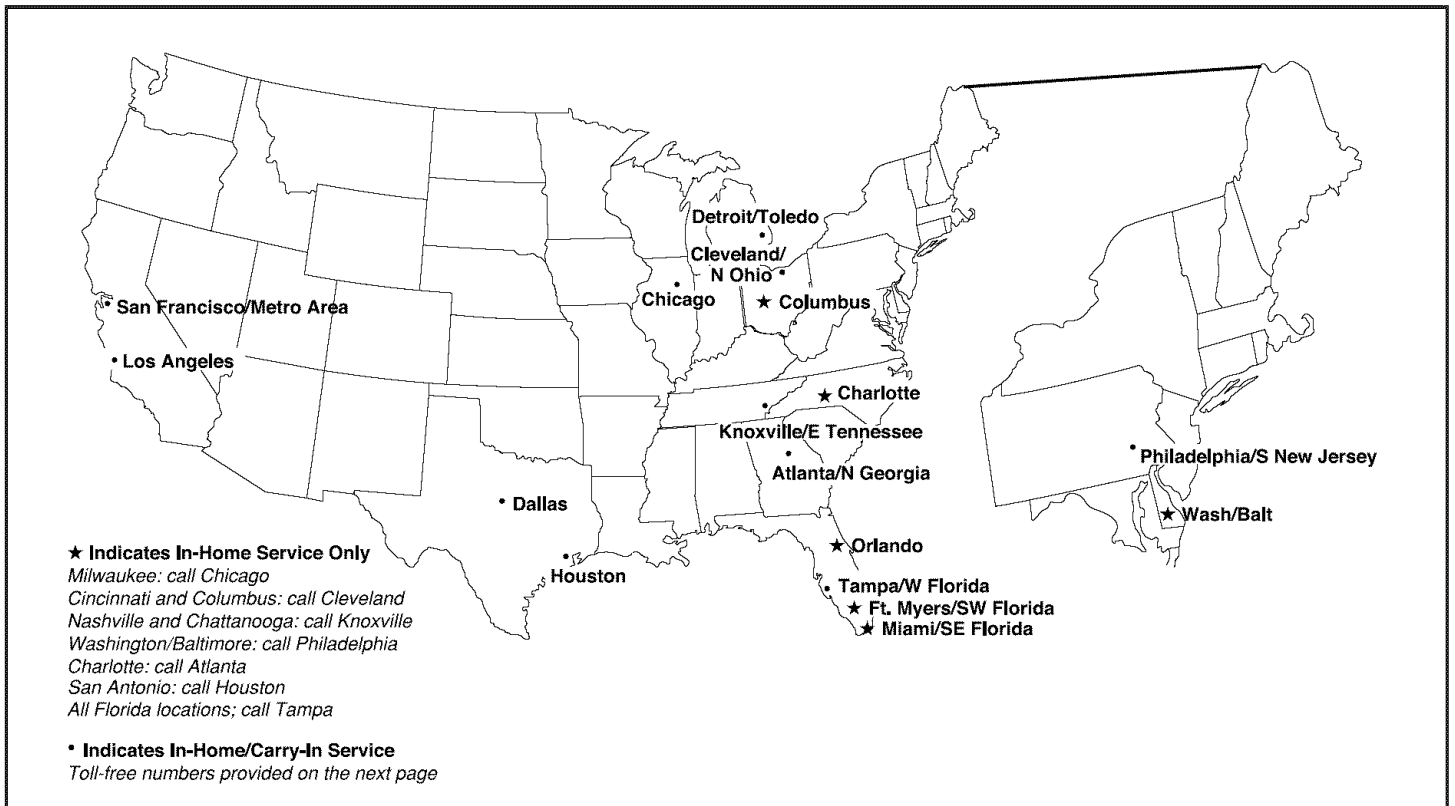 Detroit/Toledo
Cleveland/
N Ohio
Chicago
★ Columbus
San Francisco/Metro Area
Los Angeles
★ Charlotte
Knoxville/E Tennessee
Atlanta/N Georgia
Philadelphia/S New Jersey
Dallas
★ Wash/Balt
Houston
★ Orlando
Tampa/W Florida
★ Ft. Myers/SW Florida
★ Miami/SE Florida
★ Indicates In-Home Service Only
Milwaukee: call Chicago
Cincinnati and Columbus: call Cleveland
Nashville and Chattanooga: call Knoxville
Washington/Baltimore: call Philadelphia
Charlotte: call Atlanta
San Antonio: call Houston
All Florida locations; call Tampa
• Indicates In-Home/Carry-In Service
Toll-free numbers provided on the next page